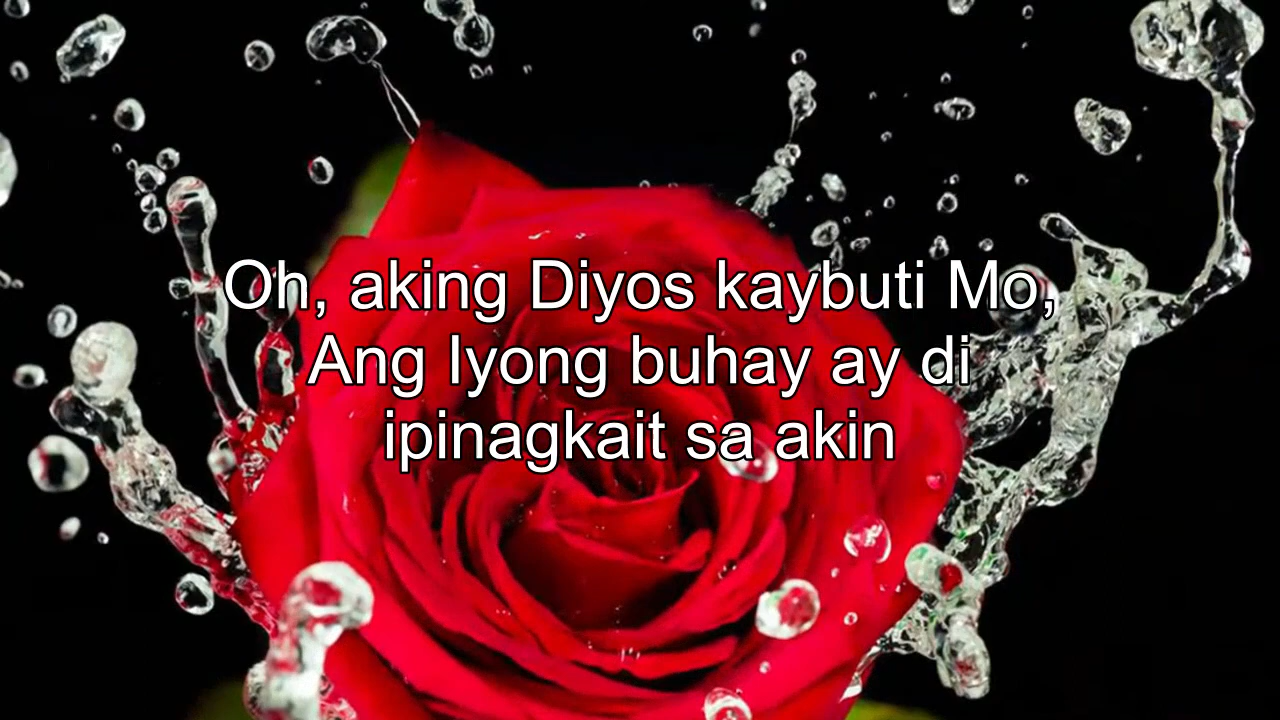 Oh, aking Diyos kaybuti Mo,
Ang Iyong buhay ay di
ipinagkait sa akin